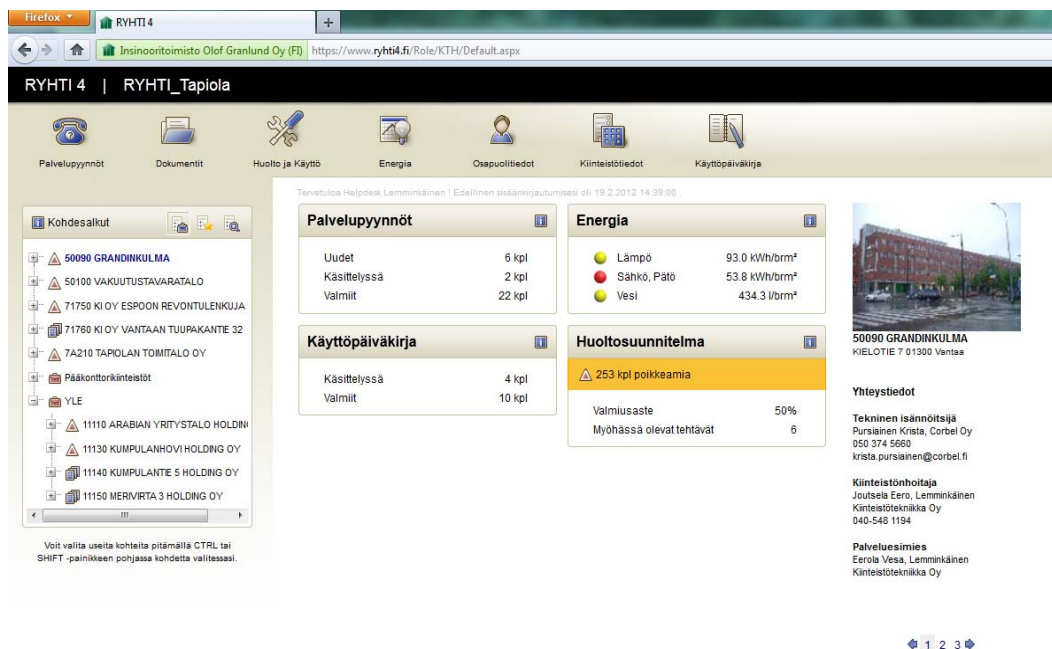 Firefox
RYHTI 4
Insinooritoimisto Olof Granlund Oy (FI) https://www.ryhti4.fi/Role/KTH/Default.aspx
RYHTI 4 | RYHTI_Tapiola
Palvelupyynnöt Dokumentit Huolto ja Käyttö Energia Osapuolitiedot Kiinteistötiedot Käyttöpäiväkirja
Tervetuloa Helpdesk Lemminkäinen ! Edellinen sisäänkirjautumisesi oli 19.2.2012 14:39:00 .
Kohdesalkut
50090 GRANDINKULMA
50100 VAKUUTUSTAVARATALO
71750 KI OY ESPOON REVONTULENKUJA
71760 KI OY VANTAAN TUUPAKANTIE 32
7A210 TAPIOLAN TOIMITALO OY
Pääkonttorikiinteistöt
YLE
11110 ARABIAN YRITYSTALO HOLDIN
11130 KUMPULANHOVI HOLDING OY
11140 KUMPULANTIE 5 HOLDING OY
11150 MERIVIRTA 3 HOLDING OY
Voit valita useita kohteita pitämällä CTRL tai
SHIFT -painikkeen pohjassa kohdetta valitessasi.
Palvelupyynnöt
Uudet 6 kpl
Käsittelyssä 2 kpl
Valmiit 22 kpl
Energia
Lämpö 93.0 kWh/brm²
Sähkö, Pätö 53.8 kWh/brm²
Vesi 434.3 l/brm²
Käyttöpäiväkirja
Käsittelyssä 4 kpl
Valmiit 10 kpl
Huoltosuunnitelma
253 kpl poikkeamia
Valmiusaste 50%
Myöhässä olevat tehtävät 6
50090 GRANDINKULMA
KIELOTIE 7 01300 Vantaa
Yhteystiedot
Tekninen isännöitsijä
Pursiainen Krista, Corbel Oy
050 374 5660
krista.pursiainen@corbel.fi
Kiinteistönhoitaja
Joutsela Eero, Lemminkäinen
Kiinteistötekniikka Oy
040-548 1194
Palveluesimies
Eerola Vesa, Lemminkäinen
Kiinteistötekniikka Oy
1 2 3